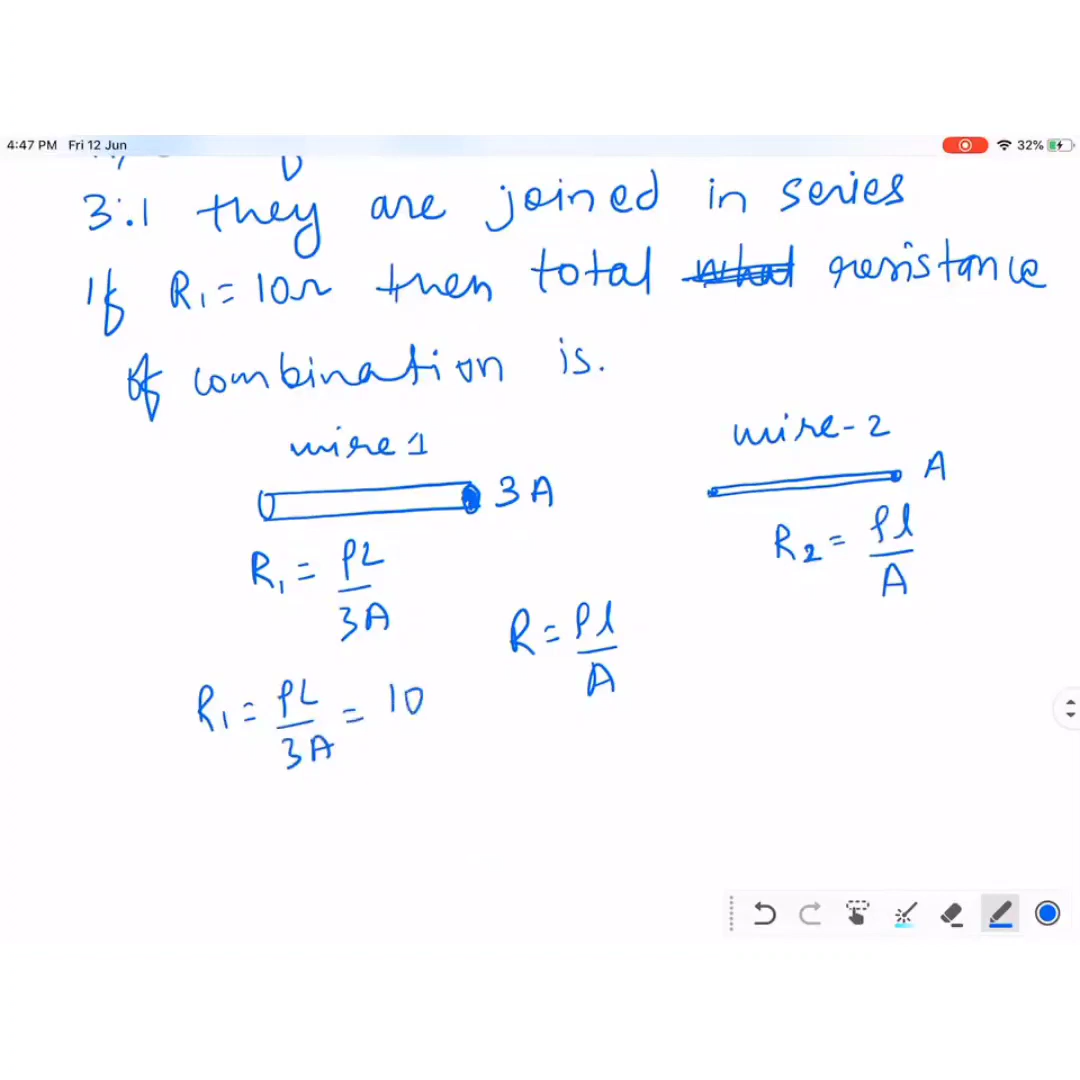 4:47 PM Fri 12 Jun
32%
3:1 they are joined in series
If R₁ = 10Ω then total resistance
of combination is.
wire 1
wire-2
3A
A
R₁ = ρL/3A
R₂ = ρl/A
R = ρl/A
R₁ = ρL/3A = 10